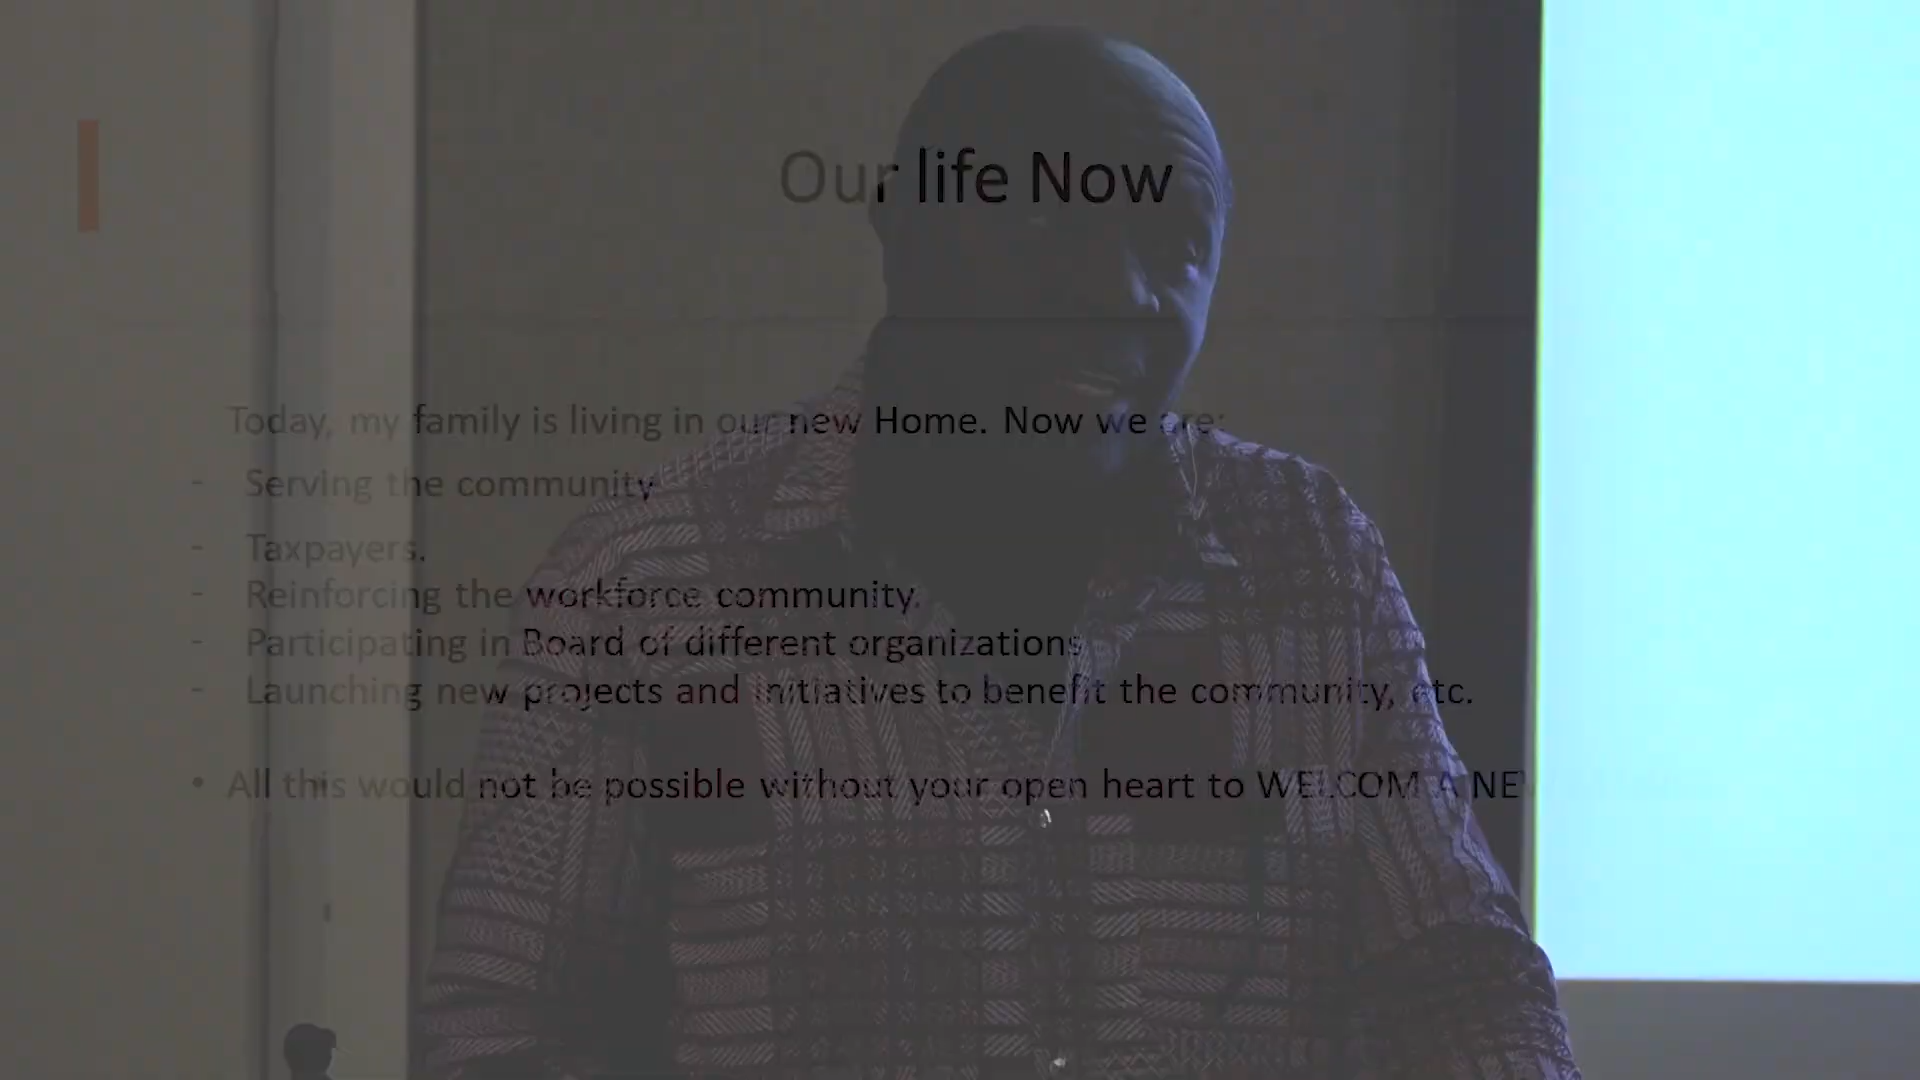 Our life Now
Today, my family is living in our new Home. Now we are:
- Serving the community
- Taxpayers.
- Reinforcing the workforce community.
- Participating in Board of different organizations
- Launching new projects and initiatives to benefit the community, etc.
• All this would not be possible without your open heart to WELCOM A